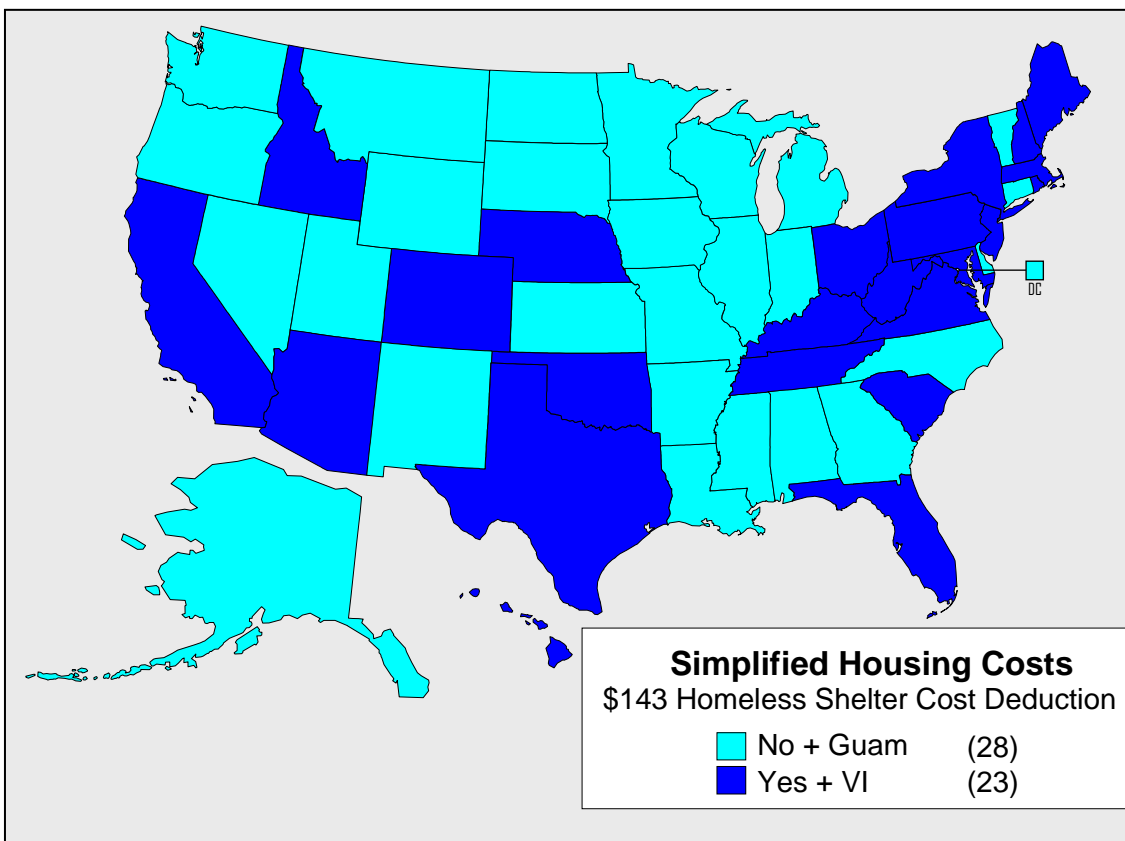 DC
Simplified Housing Costs
$143 Homeless Shelter Cost Deduction
No + Guam (28)
Yes + VI (23)